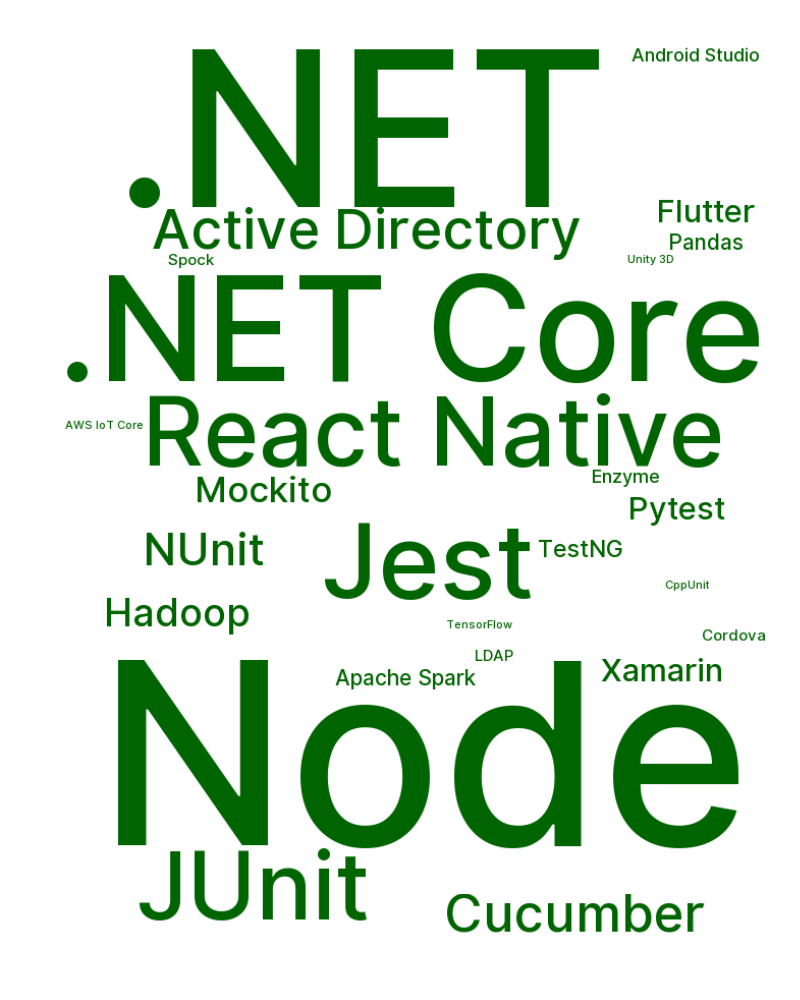 .NET
Android Studio
Active Directory
Flutter
Pandas
Spock
Unity 3D
.NET Core
React Native
AWS IoT Core
Mockito
Enzyme
Pytest
NUnit
Jest
TestNG
CppUnit
Hadoop
TensorFlow
Cordova
LDAP
Apache Spark
Xamarin
Node
JUnit
Cucumber